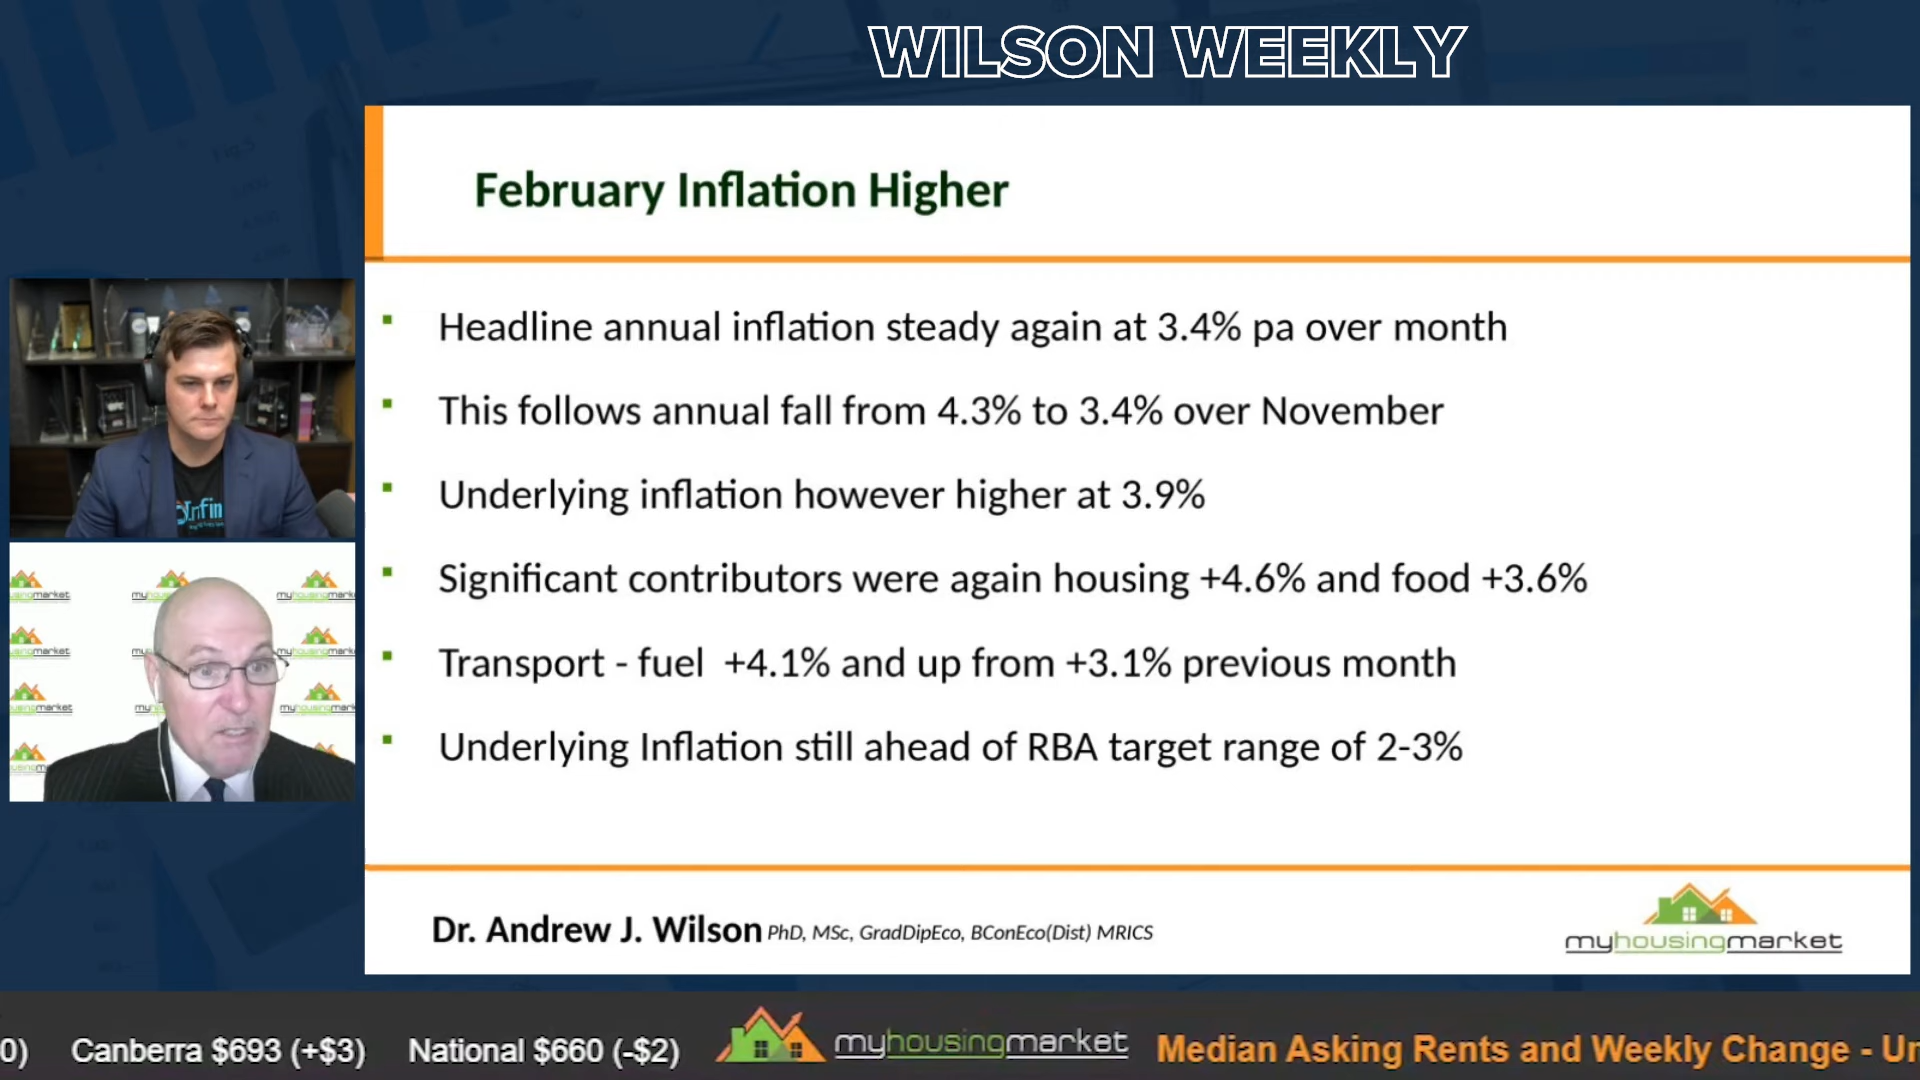 WILSON WEEKLY
February Inflation Higher
Headline annual inflation steady again at 3.4% pa over month
This follows annual fall from 4.3% to 3.4% over November
Underlying inflation however higher at 3.9%
Significant contributors were again housing +4.6% and food +3.6%
Transport - fuel +4.1% and up from +3.1% previous month
Underlying Inflation still ahead of RBA target range of 2-3%
Dr. Andrew J. Wilson PhD, MSc, GradDipEco, BConEco(Dist) MRICS
myhousingmarket
0) Canberra $693 (+$3) National $660 (-$2) myhousingmarket Median Asking Rents and Weekly Change - Un